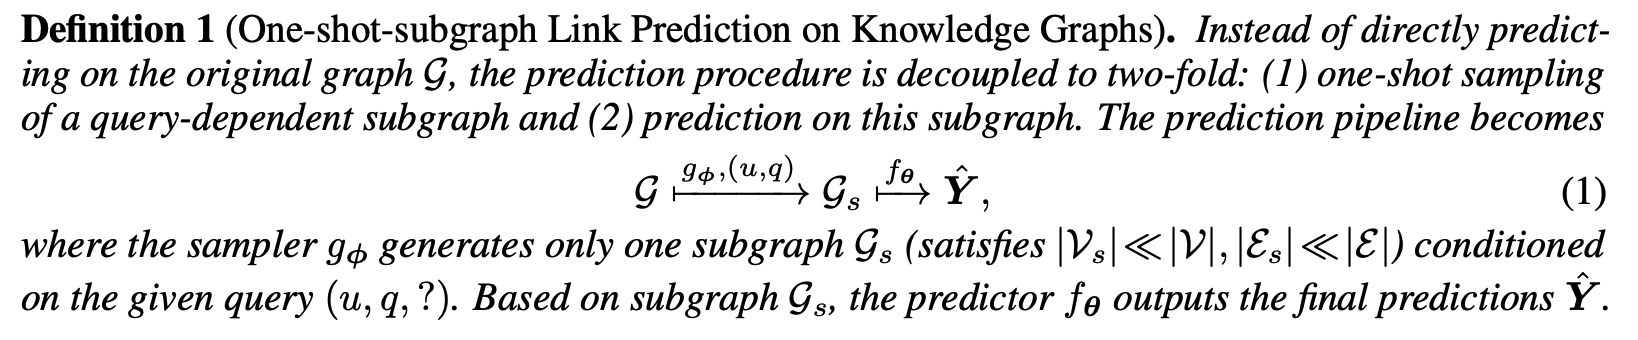 Definition 1 (One-shot-subgraph Link Prediction on Knowledge Graphs). Instead of directly predict-
ing on the original graph 𝒢, the prediction procedure is decoupled to two-fold: (1) one-shot sampling
of a query-dependent subgraph and (2) prediction on this subgraph. The prediction pipeline becomes
𝒢 ⟼^{g_ϕ,(u,q)} 𝒢_s ⟼^{f_θ} Ŷ, (1)
where the sampler g_ϕ generates only one subgraph 𝒢_s (satisfies |𝒱_s|≪|𝒱|, |ℰ_s|≪|ℰ|) conditioned
on the given query (u, q, ?). Based on subgraph 𝒢_s, the predictor f_θ outputs the final predictions Ŷ.